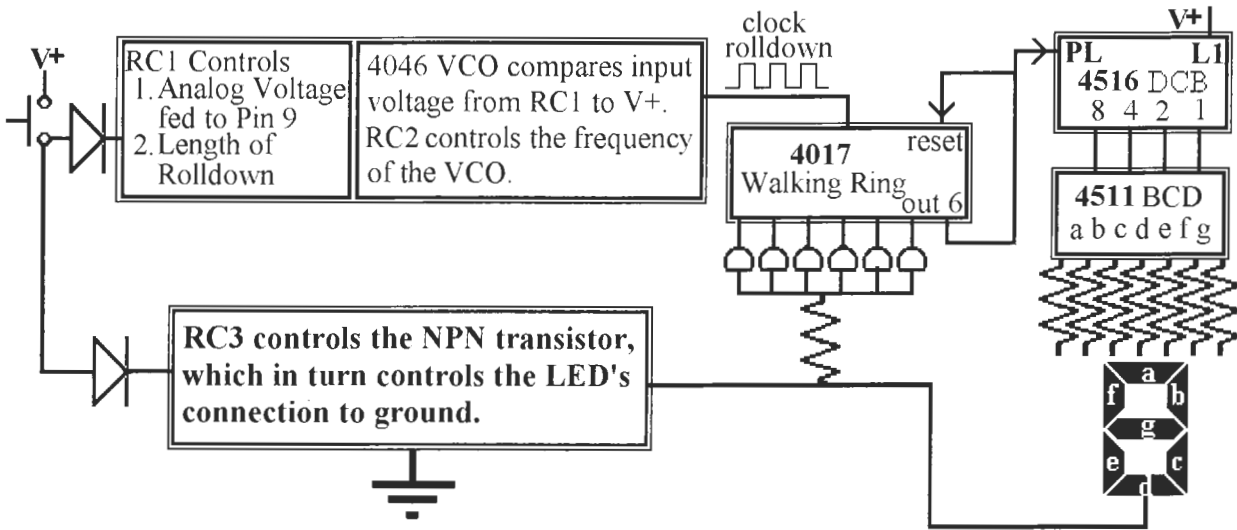 V+
RC1 Controls
1. Analog Voltage
fed to Pin 9
2. Length of
Rolldown
4046 VCO compares input
voltage from RC1 to V+.
RC2 controls the frequency
of the VCO.
clock
rolldown
4017
reset
Walking Ring
out 6
V+
PL L1
4516 DCB
8 4 2 1
4511 BCD
a b c d e f g
RC3 controls the NPN transistor,
which in turn controls the LED's
connection to ground.
a
f b
g
e c
d